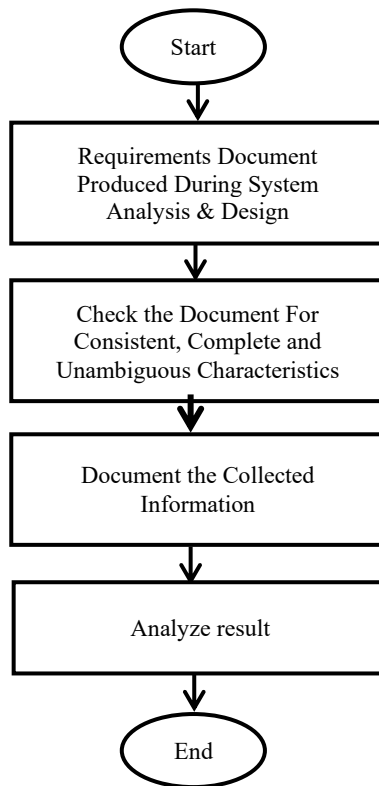 Start
Requirements Document
Produced During System
Analysis & Design
Check the Document For
Consistent, Complete and
Unambiguous Characteristics
Document the Collected
Information
Analyze result
End